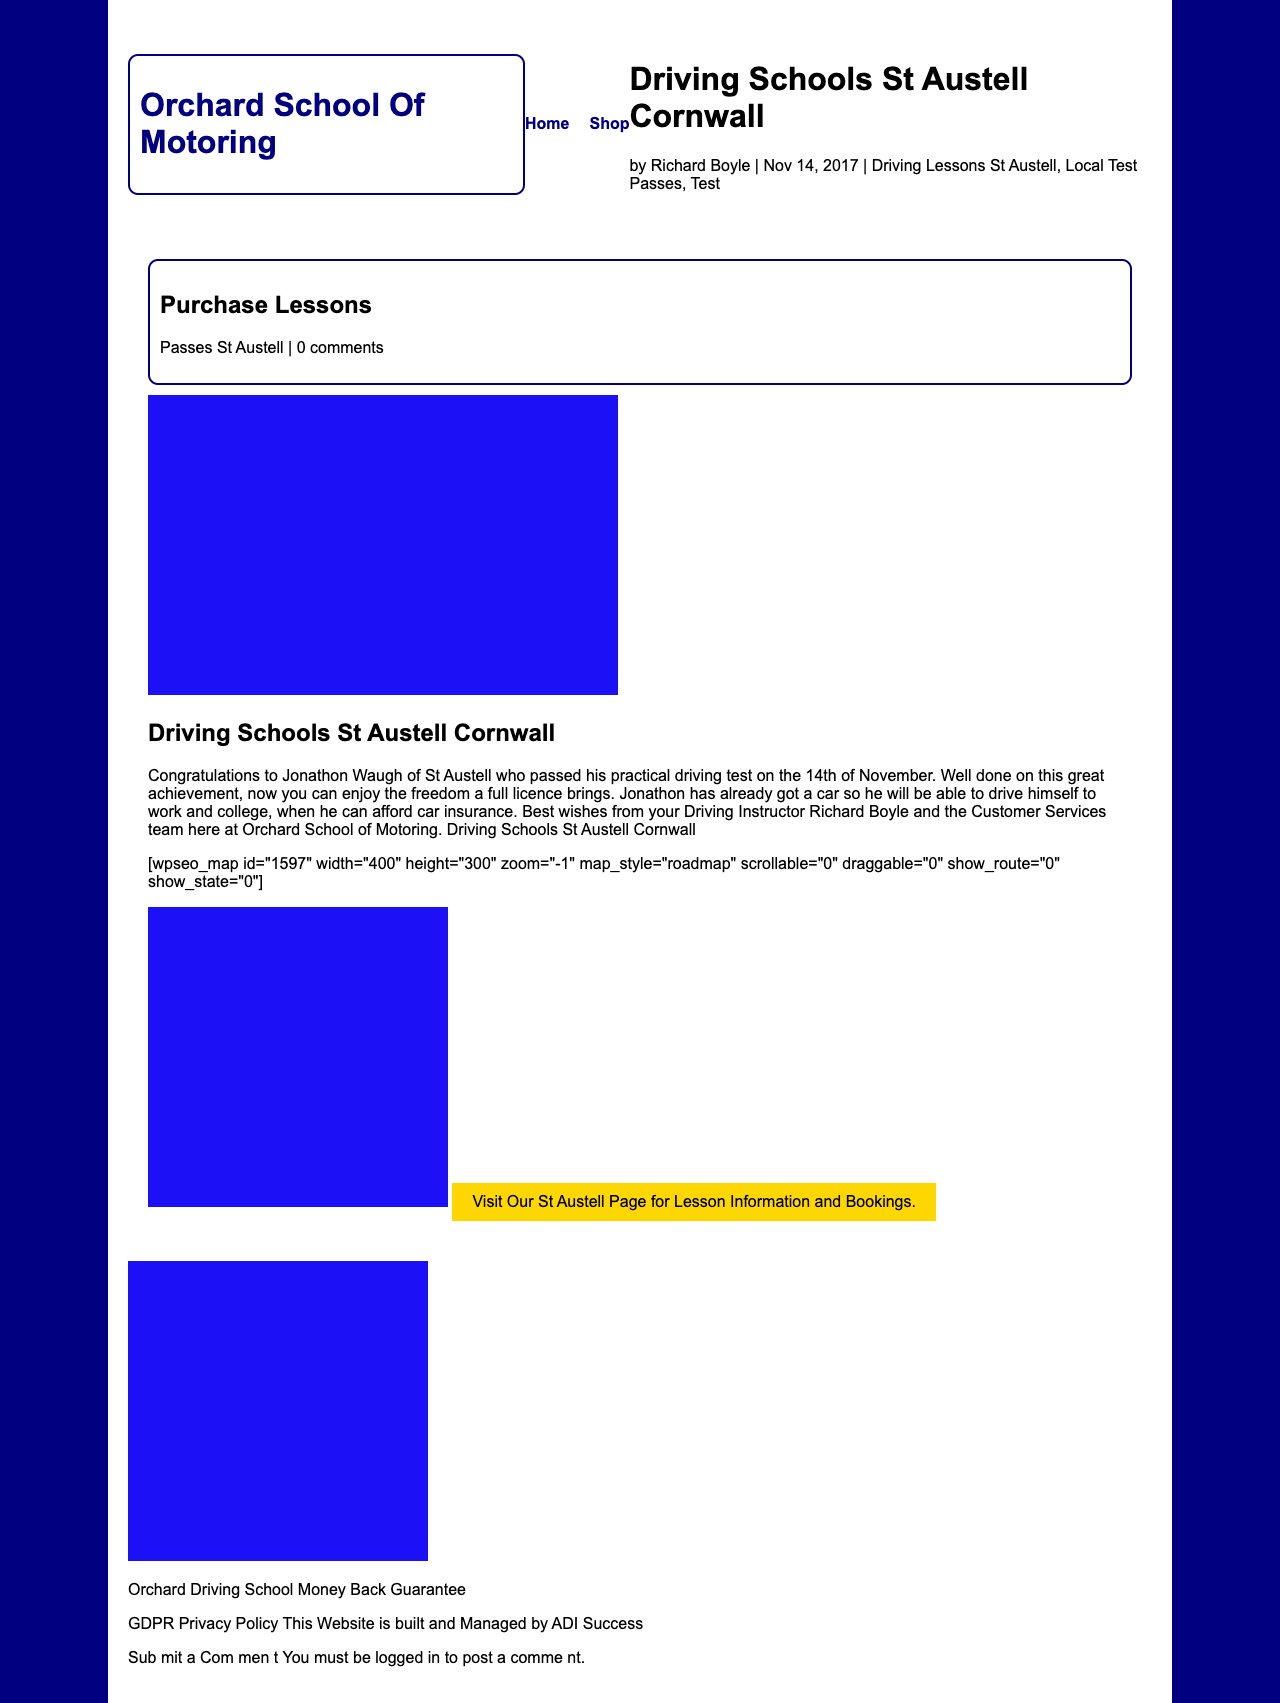 Orchard School Of
Motoring
Home Shop
Driving Schools St Austell
Cornwall
by Richard Boyle | Nov 14, 2017 | Driving Lessons St Austell, Local Test
Passes, Test
Purchase Lessons
Passes St Austell | 0 comments
Driving Schools St Austell Cornwall
Congratulations to Jonathon Waugh of St Austell who passed his practical driving test on the 14th of November. Well done on this great
achievement, now you can enjoy the freedom a full licence brings. Jonathon has already got a car so he will be able to drive himself to
work and college, when he can afford car insurance. Best wishes from your Driving Instructor Richard Boyle and the Customer Services
team here at Orchard School of Motoring. Driving Schools St Austell Cornwall
[wpseo_map id="1597" width="400" height="300" zoom="-1" map_style="roadmap" scrollable="0" draggable="0" show_route="0"
show_state="0"]
Visit Our St Austell Page for Lesson Information and Bookings.
Orchard Driving School Money Back Guarantee
GDPR Privacy Policy This Website is built and Managed by ADI Success
Sub mit a Com men t You must be logged in to post a comme nt.